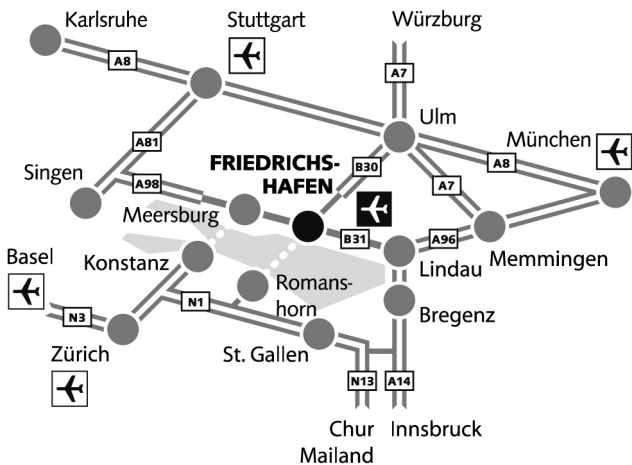 Karlsruhe
Stuttgart
Würzburg
A8
A7
Ulm
München
A81
FRIEDRICHS-
HAFEN
B30
A8
Singen
A98
A7
Meersburg
B31
A96
Memmingen
Basel
Konstanz
Lindau
Romans-
horn
N1
Bregenz
N3
Zürich
St. Gallen
N13
A14
Chur
Mailand
Innsbruck